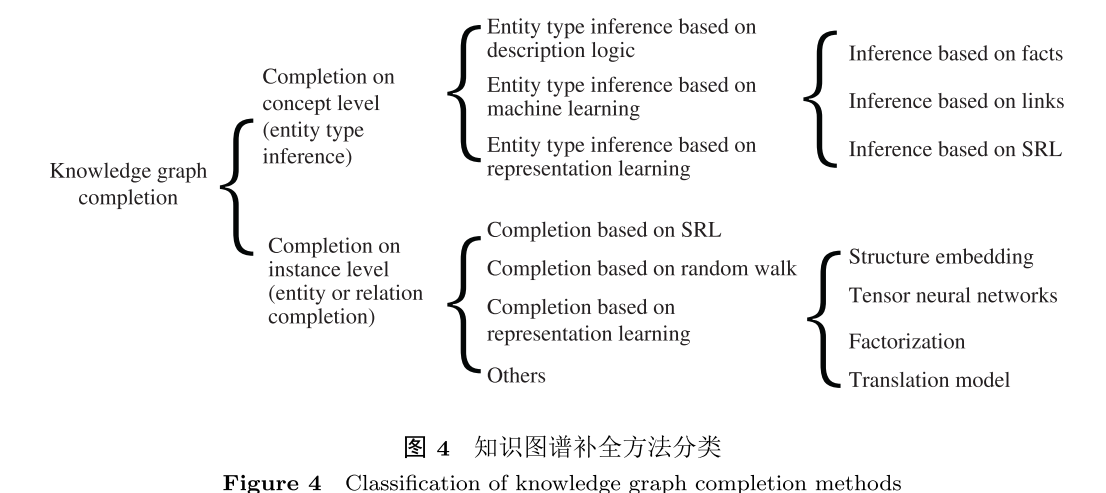 Knowledge graph
completion
Completion on
concept level
(entity type
inference)
Entity type inference based on
description logic
Entity type inference based on
machine learning
Entity type inference based on
representation learning
Inference based on facts
Inference based on links
Inference based on SRL
Completion on
instance level
(entity or relation
completion)
Completion based on SRL
Completion based on random walk
Completion based on
representation learning
Others
Structure embedding
Tensor neural networks
Factorization
Translation model
图 4 知识图谱补全方法分类
Figure 4 Classification of knowledge graph completion methods